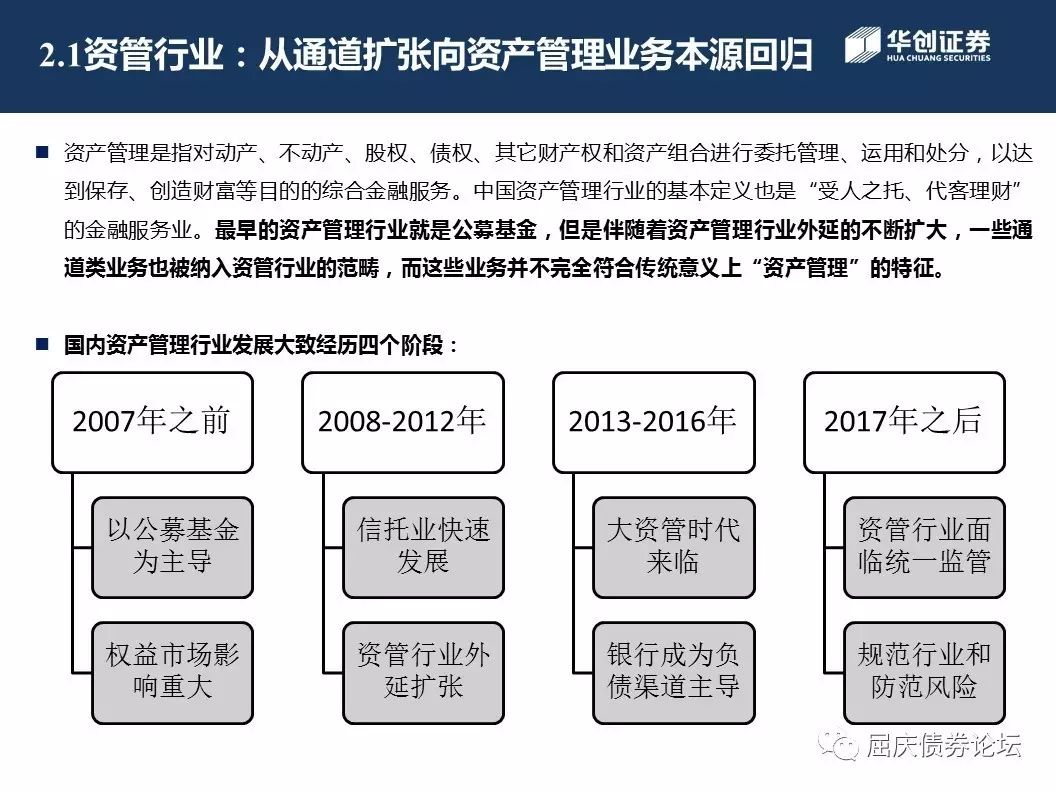 2.1资管行业：从通道扩张向资产管理业务本源回归
华创证券
HUA CHUANG SECURITIES
资产管理是指对动产、不动产、股权、债权、其它财产权和资产组合进行委托管理、运用和处分，以达
到保存、创造财富等目的的综合金融服务。中国资产管理行业的基本定义也是“受人之托、代客理财”
的金融服务业。最早的资产管理行业就是公募基金，但是伴随着资产管理行业外延的不断扩大，一些通
道类业务也被纳入资管行业的范畴，而这些业务并不完全符合传统意义上“资产管理”的特征。
国内资产管理行业发展大致经历四个阶段：
2007年之前
以公募基金
为主导
权益市场影
响重大
2008-2012年
信托业快速
发展
资管行业外
延扩张
2013-2016年
大资管时代
来临
银行成为负
债渠道主导
2017年之后
资管行业面
临统一监管
规范行业和
防范风险
屈庆债券论坛